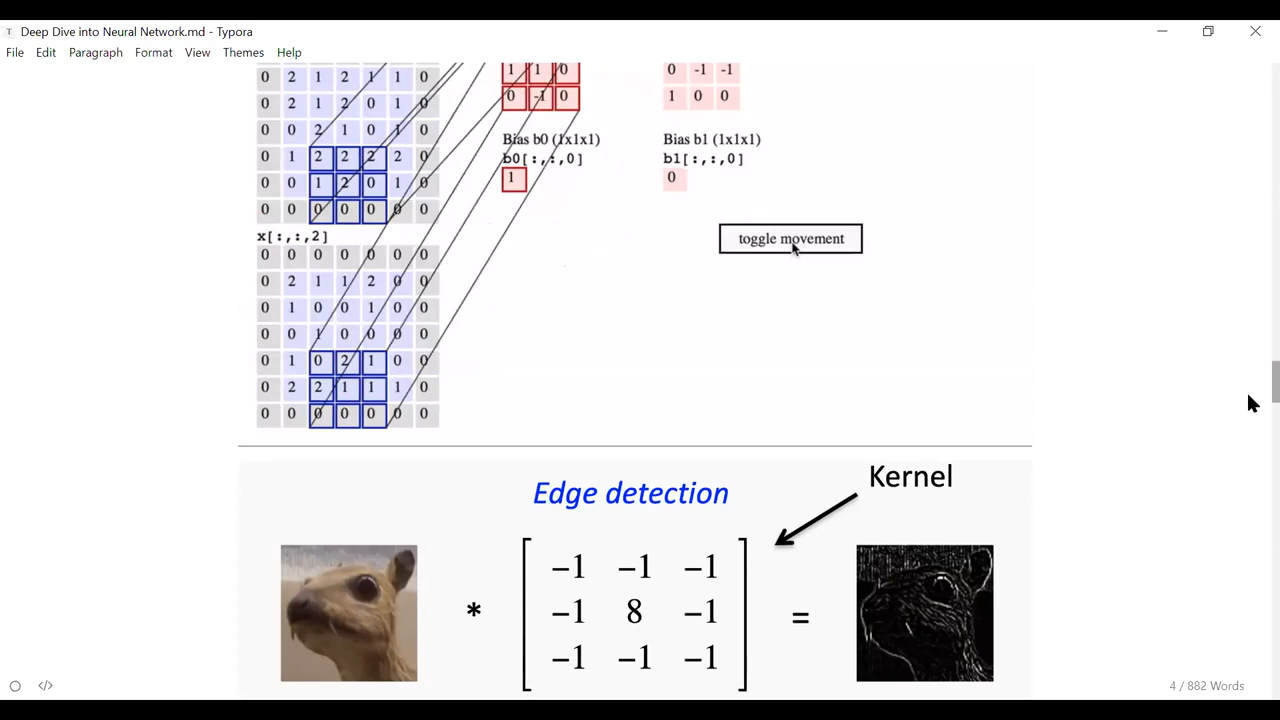 Deep Dive into Neural Network.md - Typora
File Edit Paragraph Format View Themes Help
0 2 1 2 1 1 0
0 2 1 2 0 1 0
0 0 2 1 0 1 0
0 1 2 2 2 2 0
0 0 1 2 0 1 0
0 0 0 0 0 0 0
x[:,:,2]
0 0 0 0 0 0 0
0 2 1 1 2 0 0
0 1 0 0 1 0 0
0 0 1 0 0 0 0
0 1 0 2 1 0 0
0 2 2 1 1 1 0
0 0 0 0 0 0 0
1 1 0
0 -1 0
Bias b0 (1x1x1)
b0[:,:,0]
1
0 -1 -1
1 0 0
Bias b1 (1x1x1)
b1[:,:,0]
0
toggle movement
Edge detection
Kernel
*
−1 −1 −1
−1 8 −1
−1 −1 −1
=
4 / 882 Words